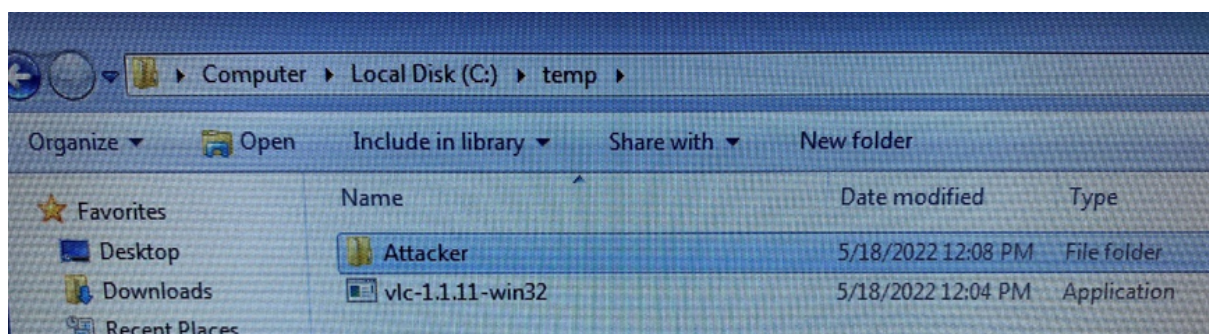 Computer Local Disk (C:) temp
Organize Open Include in library Share with New folder
Name Date modified Type
Favorites
Desktop
Attacker 5/18/2022 12:08 PM File folder
Downloads
vlc-1.1.11-win32 5/18/2022 12:04 PM Application
Recent Places